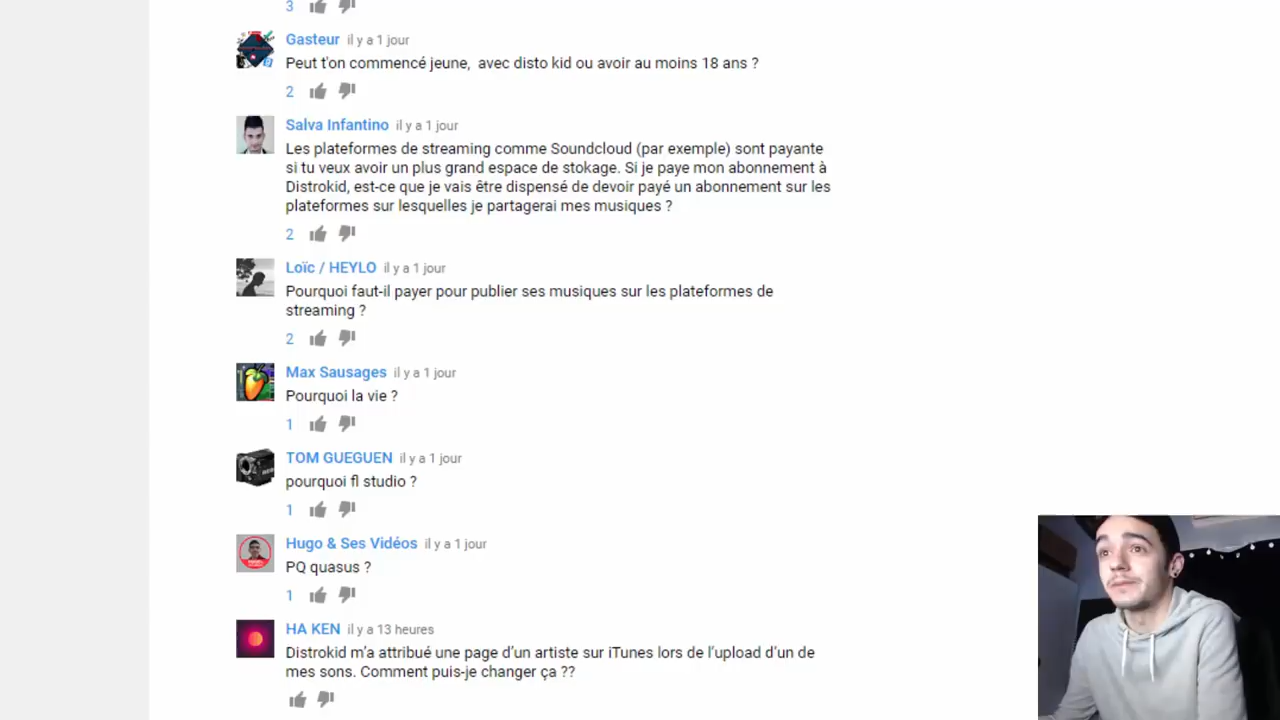 3
Gasteur il y a 1 jour
Peut t'on commencé jeune, avec disto kid ou avoir au moins 18 ans ?
2
Salva Infantino il y a 1 jour
Les plateformes de streaming comme Soundcloud (par exemple) sont payante
si tu veux avoir un plus grand espace de stokage. Si je paye mon abonnement à
Distrokid, est-ce que je vais être dispensé de devoir payé un abonnement sur les
plateformes sur lesquelles je partagerai mes musiques ?
2
Loïc / HEYLO il y a 1 jour
Pourquoi faut-il payer pour publier ses musiques sur les plateformes de
streaming ?
2
Max Sausages il y a 1 jour
Pourquoi la vie ?
1
TOM GUEGUEN il y a 1 jour
pourquoi fl studio ?
1
Hugo & Ses Vidéos il y a 1 jour
PQ quasus ?
1
HA KEN il y a 13 heures
Distrokid m'a attribué une page d'un artiste sur iTunes lors de l'upload d'un de
mes sons. Comment puis-je changer ça ??